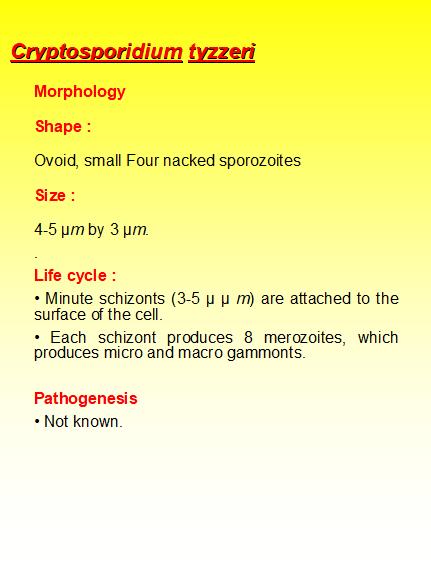 Cryptosporidium tyzzeri
Morphology
Shape :
Ovoid, small Four nacked sporozoites
Size :
4-5 µm by 3 µm.
.
Life cycle :
• Minute schizonts (3-5 µ µ m) are attached to the
surface of the cell.
• Each schizont produces 8 merozoites, which
produces micro and macro gammonts.
Pathogenesis
• Not known.